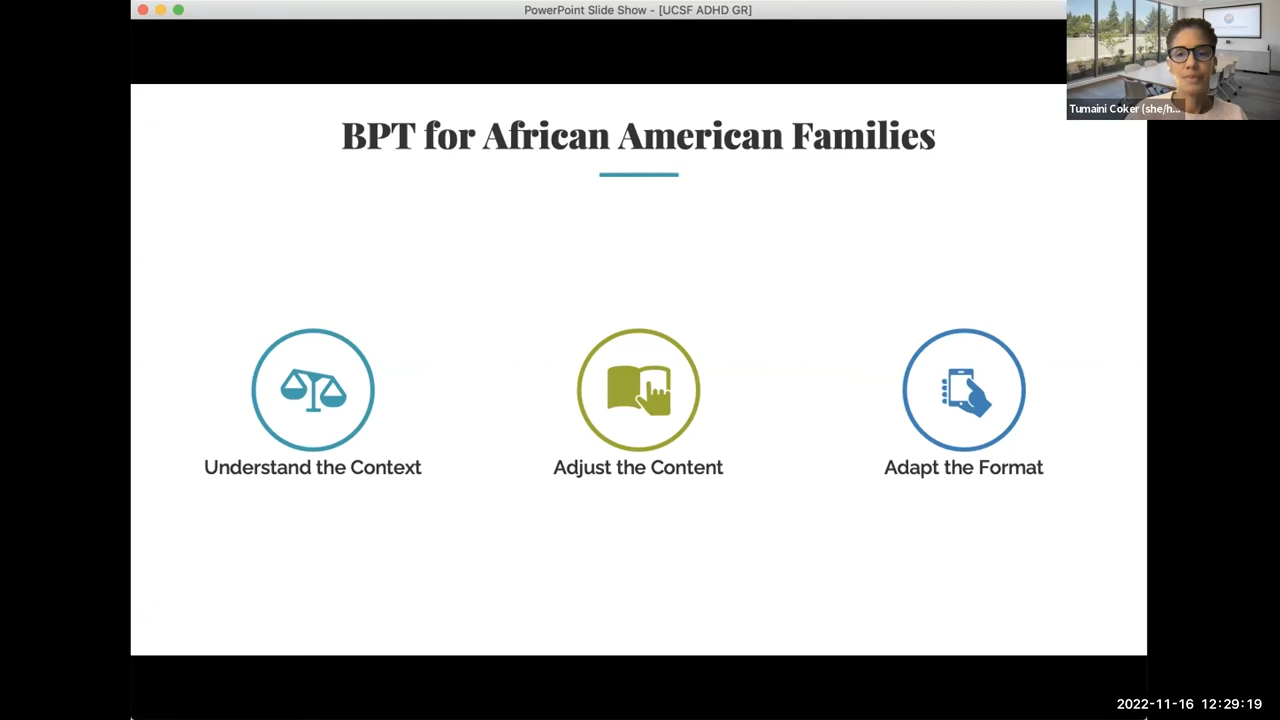 PowerPoint Slide Show - [UCSF ADHD GR]
Tumaini Coker (she/h...
BPT for African American Families
Understand the Context
Adjust the Content
Adapt the Format
2022-11-16 12:29:19